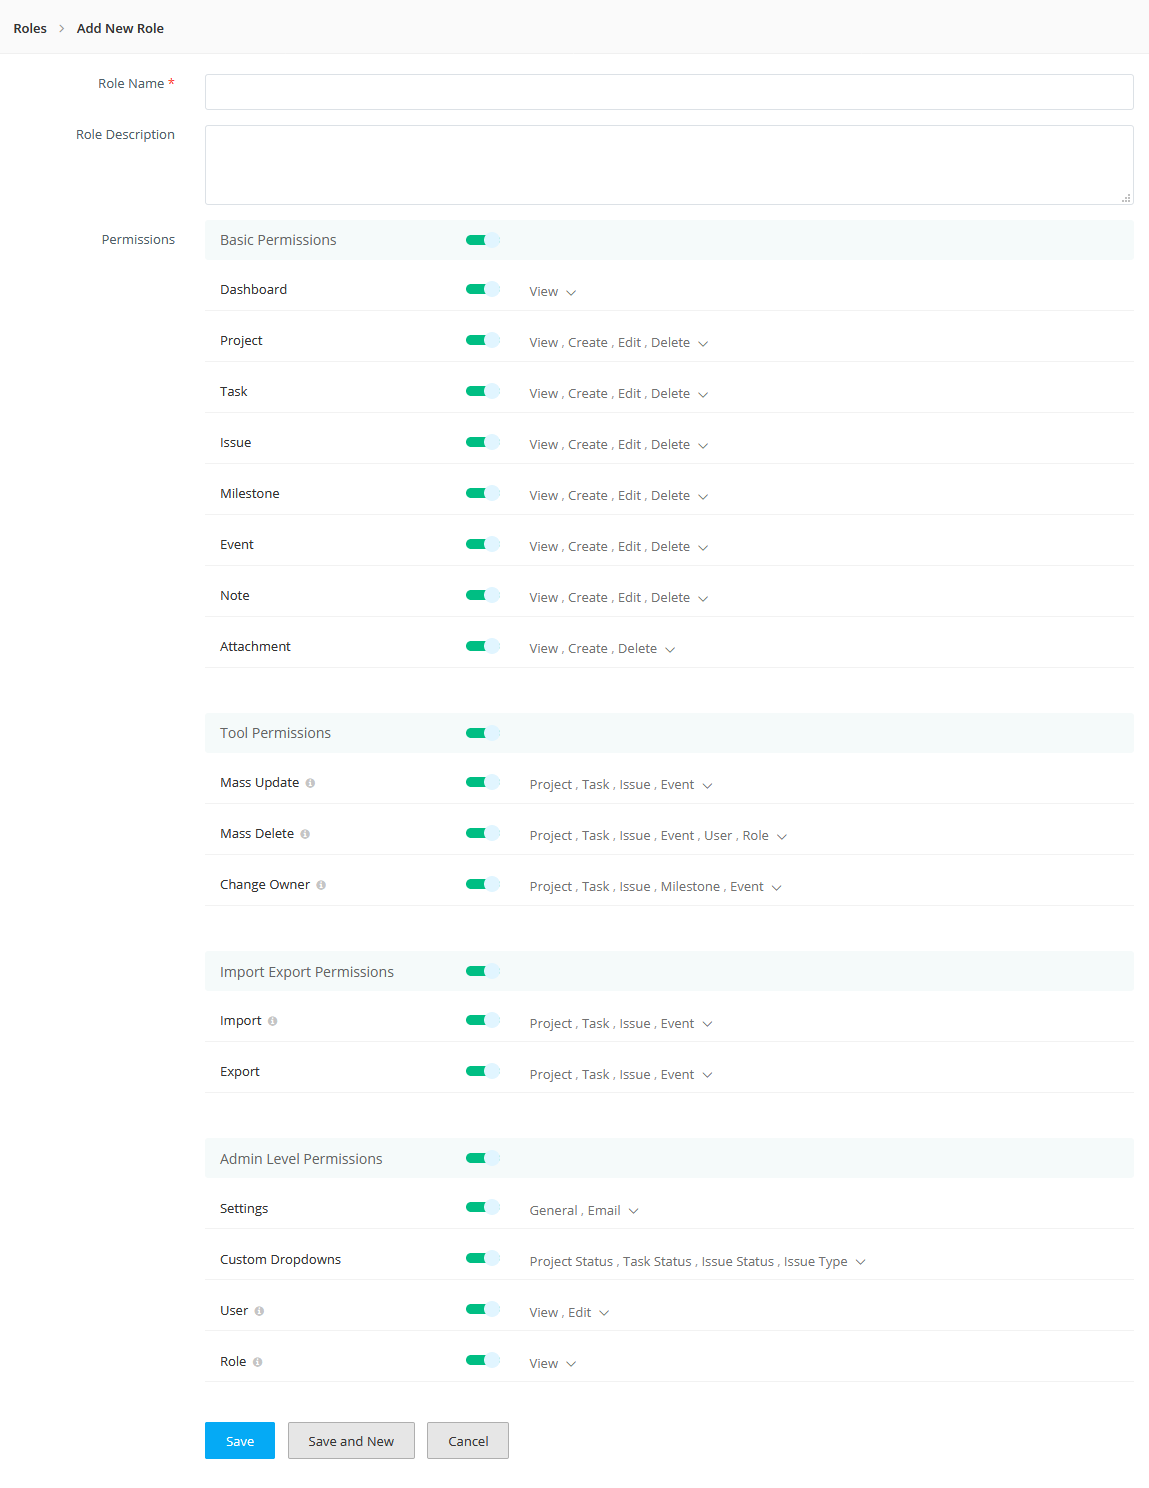 Roles > Add New Role
Role Name *
Role Description
Permissions Basic Permissions
Dashboard View
Project View , Create , Edit , Delete
Task View , Create , Edit , Delete
Issue View , Create , Edit , Delete
Milestone View , Create , Edit , Delete
Event View , Create , Edit , Delete
Note View , Create , Edit , Delete
Attachment View , Create , Delete
Tool Permissions
Mass Update Project , Task , Issue , Event
Mass Delete Project , Task , Issue , Event , User , Role
Change Owner Project , Task , Issue , Milestone , Event
Import Export Permissions
Import Project , Task , Issue , Event
Export Project , Task , Issue , Event
Admin Level Permissions
Settings General , Email
Custom Dropdowns Project Status , Task Status , Issue Status , Issue Type
User View , Edit
Role View
Save Save and New Cancel